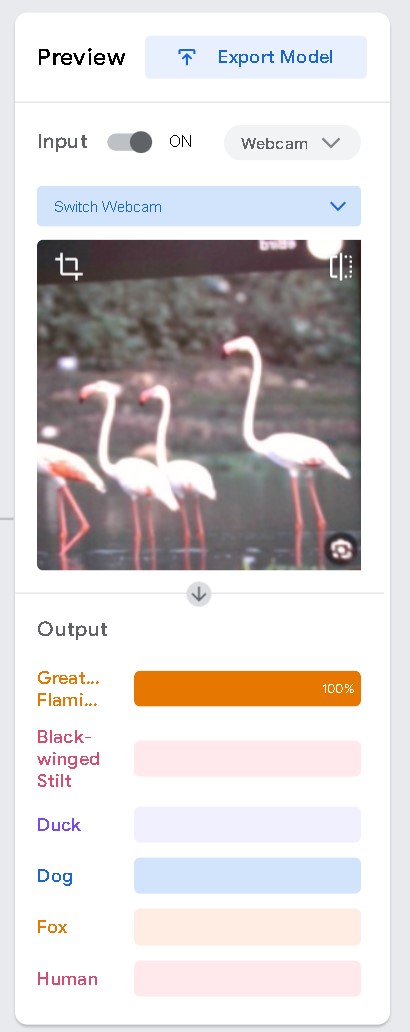 Preview
Export Model
Input
ON
Webcam
Switch Webcam
Output
Great...
Flami...
100%
Black-
winged
Stilt
Duck
Dog
Fox
Human